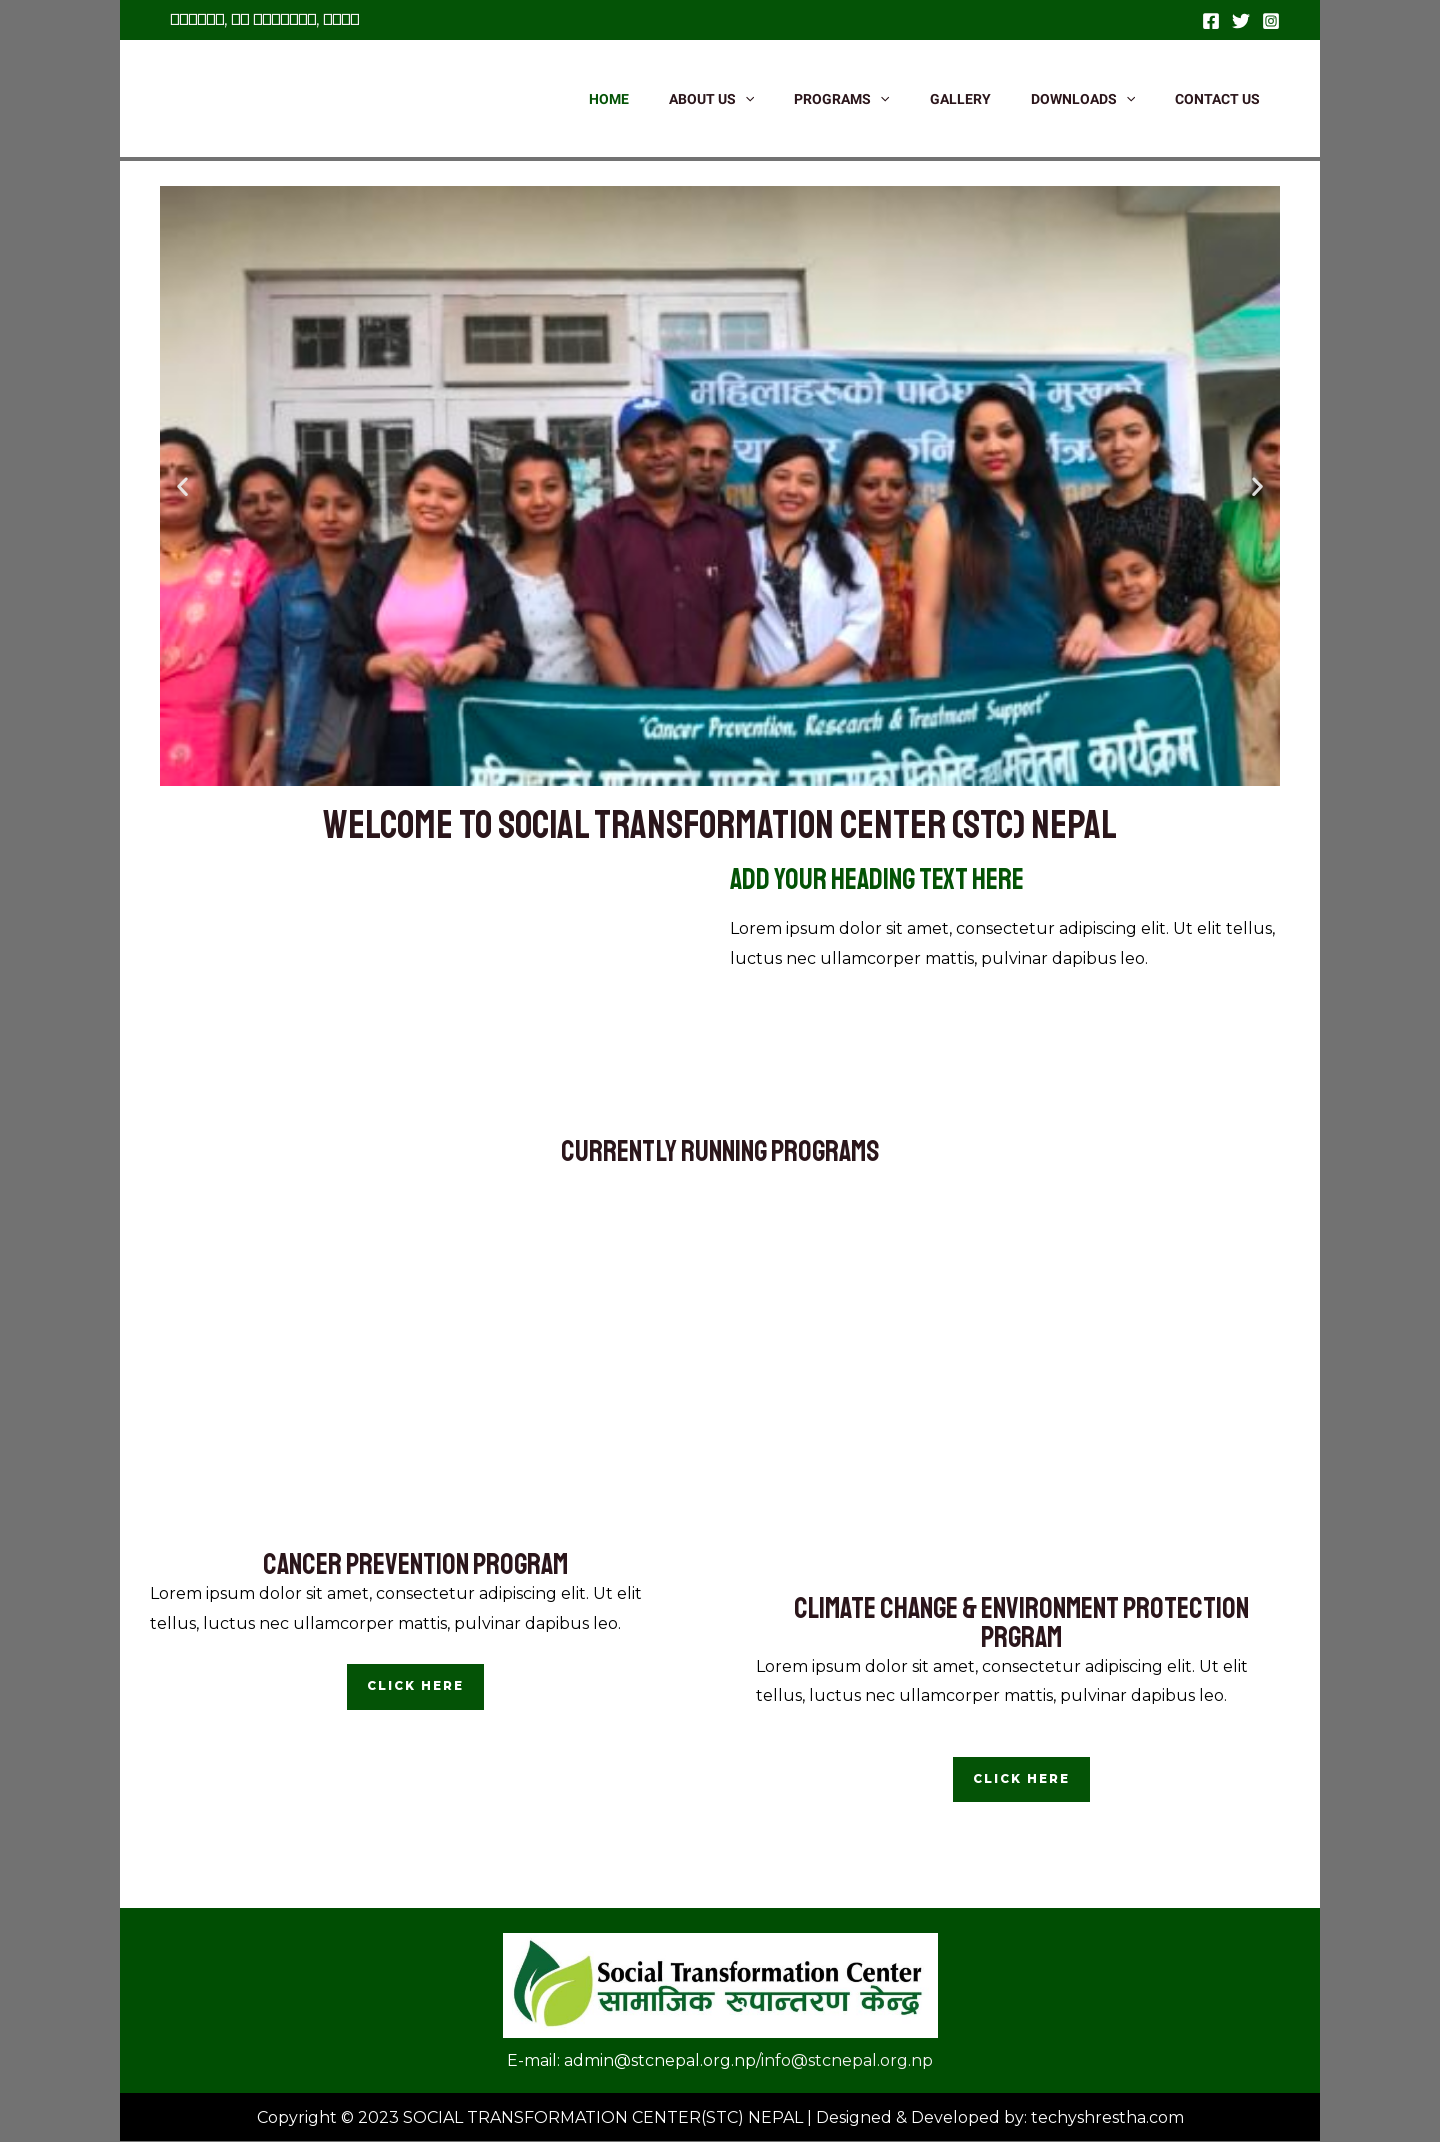 HOME
ABOUT US
PROGRAMS
GALLERY
DOWNLOADS
CONTACT US
महिलाहरुको पाठेघरको मुखको
"Cancer Prevention, Research & Treatment Support"
सचेतना कार्यक्रम
WELCOME TO SOCIAL TRANSFORMATION CENTER (STC) NEPAL
ADD YOUR HEADING TEXT HERE
Lorem ipsum dolor sit amet, consectetur adipiscing elit. Ut elit tellus,
luctus nec ullamcorper mattis, pulvinar dapibus leo.
CURRENTLY RUNNING PROGRAMS
CANCER PREVENTION PROGRAM
Lorem ipsum dolor sit amet, consectetur adipiscing elit. Ut elit
tellus, luctus nec ullamcorper mattis, pulvinar dapibus leo.
CLICK HERE
CLIMATE CHANGE & ENVIRONMENT PROTECTION
PRGRAM
Lorem ipsum dolor sit amet, consectetur adipiscing elit. Ut elit
tellus, luctus nec ullamcorper mattis, pulvinar dapibus leo.
CLICK HERE
Social Transformation Center
सामाजिक रूपान्तरण केन्द्र
E-mail: admin@stcnepal.org.np/info@stcnepal.org.np
Copyright © 2023 SOCIAL TRANSFORMATION CENTER(STC) NEPAL | Designed & Developed by: techyshrestha.com